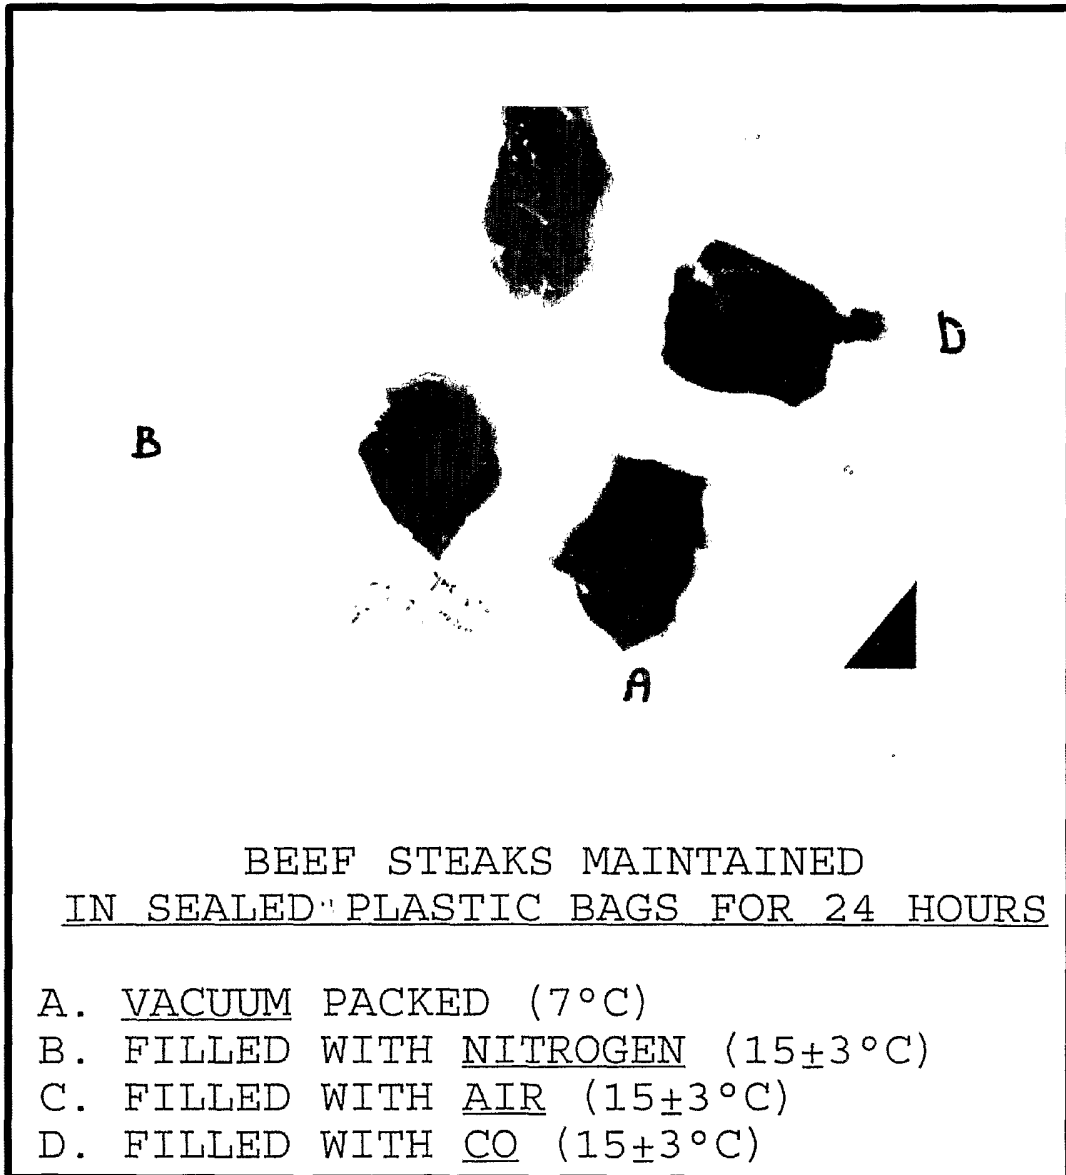 D
B
A
BEEF STEAKS MAINTAINED
IN SEALED PLASTIC BAGS FOR 24 HOURS
A. VACUUM PACKED (7°C)
B. FILLED WITH NITROGEN (15±3°C)
C. FILLED WITH AIR (15±3°C)
D. FILLED WITH CO (15±3°C)